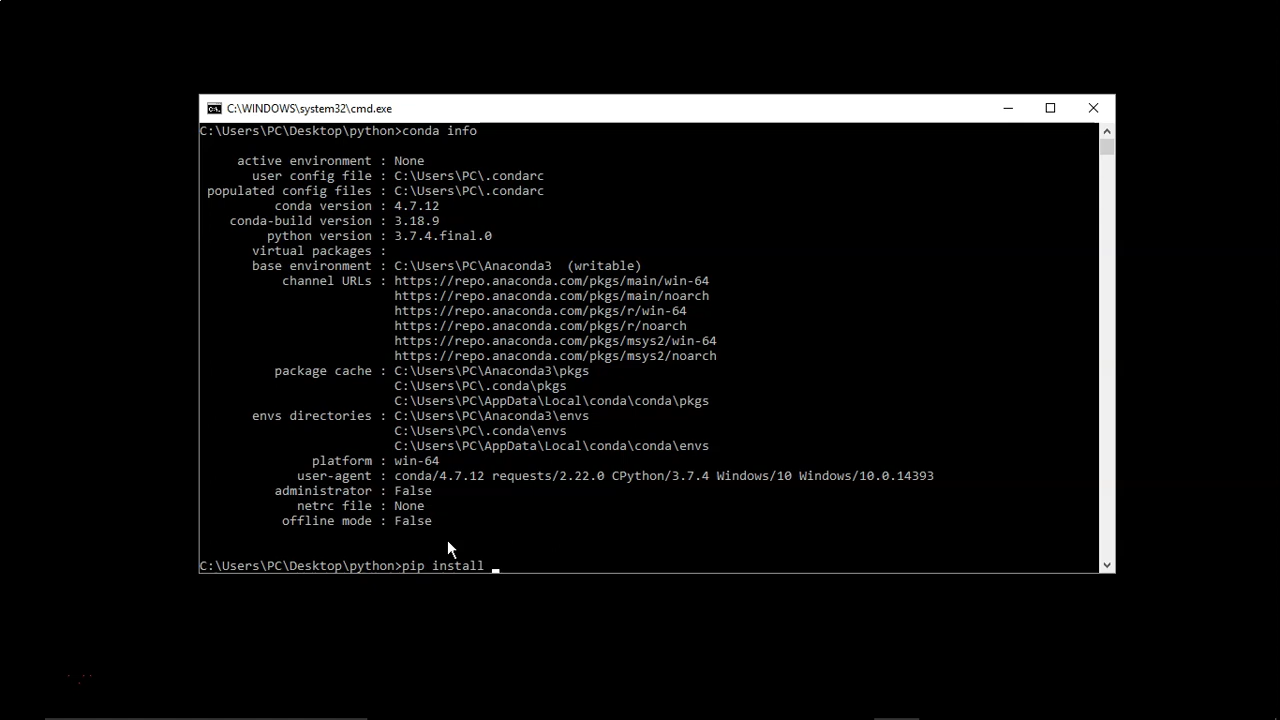 C:\WINDOWS\system32\cmd.exe
C:\Users\PC\Desktop\python>conda info
active environment : None
user config file : C:\Users\PC\.condarc
populated config files : C:\Users\PC\.condarc
conda version : 4.7.12
conda-build version : 3.18.9
python version : 3.7.4.final.0
virtual packages :
base environment : C:\Users\PC\Anaconda3  (writable)
channel URLs : https://repo.anaconda.com/pkgs/main/win-64
https://repo.anaconda.com/pkgs/main/noarch
https://repo.anaconda.com/pkgs/r/win-64
https://repo.anaconda.com/pkgs/r/noarch
https://repo.anaconda.com/pkgs/msys2/win-64
https://repo.anaconda.com/pkgs/msys2/noarch
package cache : C:\Users\PC\Anaconda3\pkgs
C:\Users\PC\.conda\pkgs
C:\Users\PC\AppData\Local\conda\conda\pkgs
envs directories : C:\Users\PC\Anaconda3\envs
C:\Users\PC\.conda\envs
C:\Users\PC\AppData\Local\conda\conda\envs
platform : win-64
user-agent : conda/4.7.12 requests/2.22.0 CPython/3.7.4 Windows/10 Windows/10.0.14393
administrator : False
netrc file : None
offline mode : False
C:\Users\PC\Desktop\python>pip install